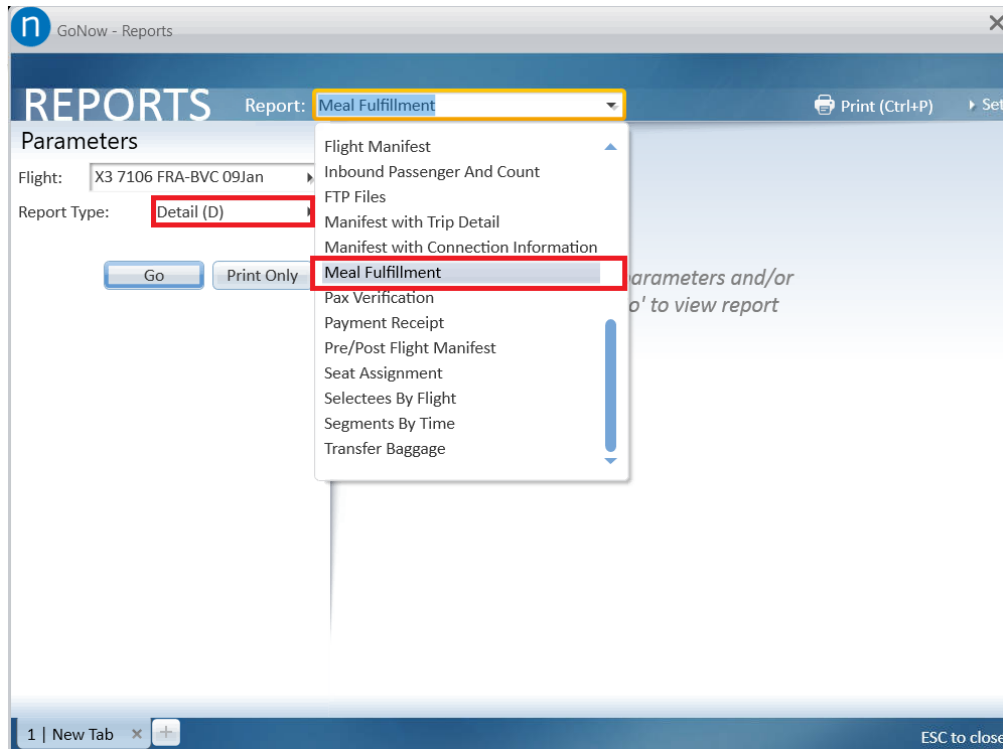 n GoNow - Reports
REPORTS Report: Meal Fulfillment Print (Ctrl+P) Set
Parameters
Flight: X3 7106 FRA-BVC 09Jan
Report Type: Detail (D)
Go Print Only
Flight Manifest
Inbound Passenger And Count
FTP Files
Manifest with Trip Detail
Manifest with Connection Information
Meal Fulfillment
Pax Verification
Payment Receipt
Pre/Post Flight Manifest
Seat Assignment
Selectees By Flight
Segments By Time
Transfer Baggage
parameters and/or
o' to view report
1 | New Tab × +
ESC to close